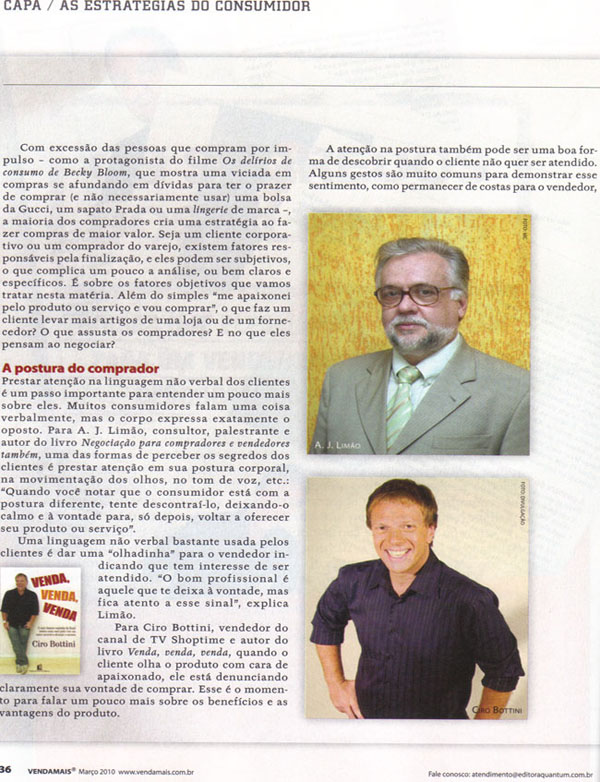 CAPA / AS ESTRATÉGIAS DO CONSUMIDOR
Com excessão das pessoas que compram por im-
pulso – como a protagonista do filme Os delírios de
consumo de Becky Bloom, que mostra uma viciada em
compras se afundando em dívidas para ter o prazer
de comprar (e não necessariamente usar) uma bolsa
da Gucci, um sapato Prada ou uma lingerie de marca –,
a maioria dos compradores cria uma estratégia ao fa-
zer compras de maior valor. Seja um cliente corpora-
tivo ou um comprador do varejo, existem fatores res-
ponsáveis pela finalização, e eles podem ser subjetivos,
o que complica um pouco a análise, ou bem claros e
específicos. É sobre os fatores objetivos que vamos
tratar nesta matéria. Além do simples “me apaixonei
pelo produto ou serviço e vou comprar”, o que faz um
cliente levar mais artigos de uma loja ou de um forne-
cedor? O que assusta os compradores? E no que eles
pensam ao negociar?
A postura do comprador
Prestar atenção na linguagem não verbal dos clientes
é um passo importante para entender um pouco mais
sobre eles. Muitos consumidores falam uma coisa
verbalmente, mas o corpo expressa exatamente o
oposto. Para A. J. Limão, consultor, palestrante e
autor do livro Negociação para compradores e vendedores
também, uma das formas de perceber os segredos dos
clientes é prestar atenção em sua postura corporal,
na movimentação dos olhos, no tom de voz, etc.:
“Quando você notar que o consumidor está com a
postura diferente, tente descontraí-lo, deixando-o
calmo e à vontade para, só depois, voltar a oferecer
seu produto ou serviço”.
Uma linguagem não verbal bastante usada pelos
clientes é dar uma “olhadinha” para o vendedor in-
dicando que tem interesse de ser
atendido. “O bom profissional é
aquele que te deixa à vontade, mas
fica atento a esse sinal”, explica
Limão.
Para Ciro Bottini, vendedor do
canal de TV Shoptime e autor do
livro Venda, venda, venda, quando o
cliente olha o produto com cara de
apaixonado, ele está denunciando
claramente sua vontade de comprar. Esse é o momen-
to para falar um pouco mais sobre os benefícios e as
vantagens do produto.
VENDA,
VENDA,
VENDA
Ciro Bottini
A atenção na postura também pode ser uma boa for-
ma de descobrir quando o cliente não quer ser atendido.
Alguns gestos são muito comuns para demonstrar esse
sentimento, como permanecer de costas para o vendedor,
A. J. LIMÃO
FOTO DIVULGAÇÃO
CIRO BOTTINI
36 VENDAMAIS® Março 2010 www.vendamais.com.br
Fale conosco: atendimento@editoraquantum.com.br